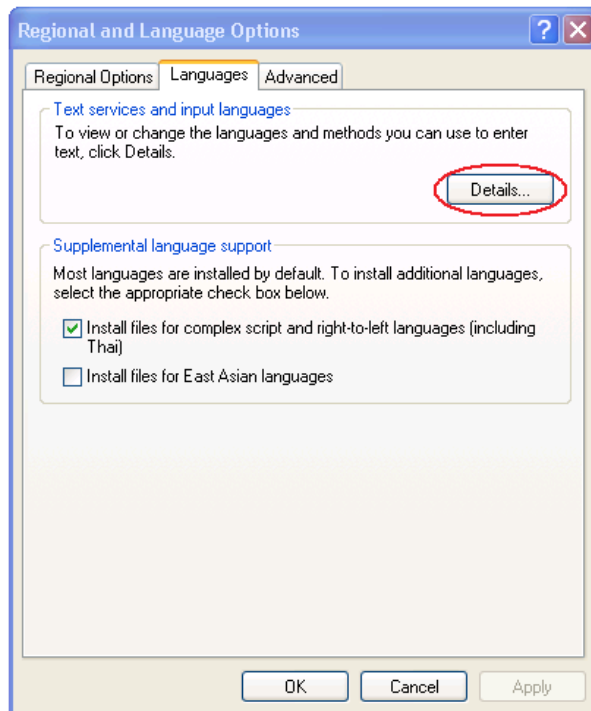 Regional and Language Options
Regional Options Languages Advanced
Text services and input languages
To view or change the languages and methods you can use to enter
text, click Details.
Details...
Supplemental language support
Most languages are installed by default. To install additional languages,
select the appropriate check box below.
Install files for complex script and right-to-left languages (including
Thai)
Install files for East Asian languages
OK Cancel Apply